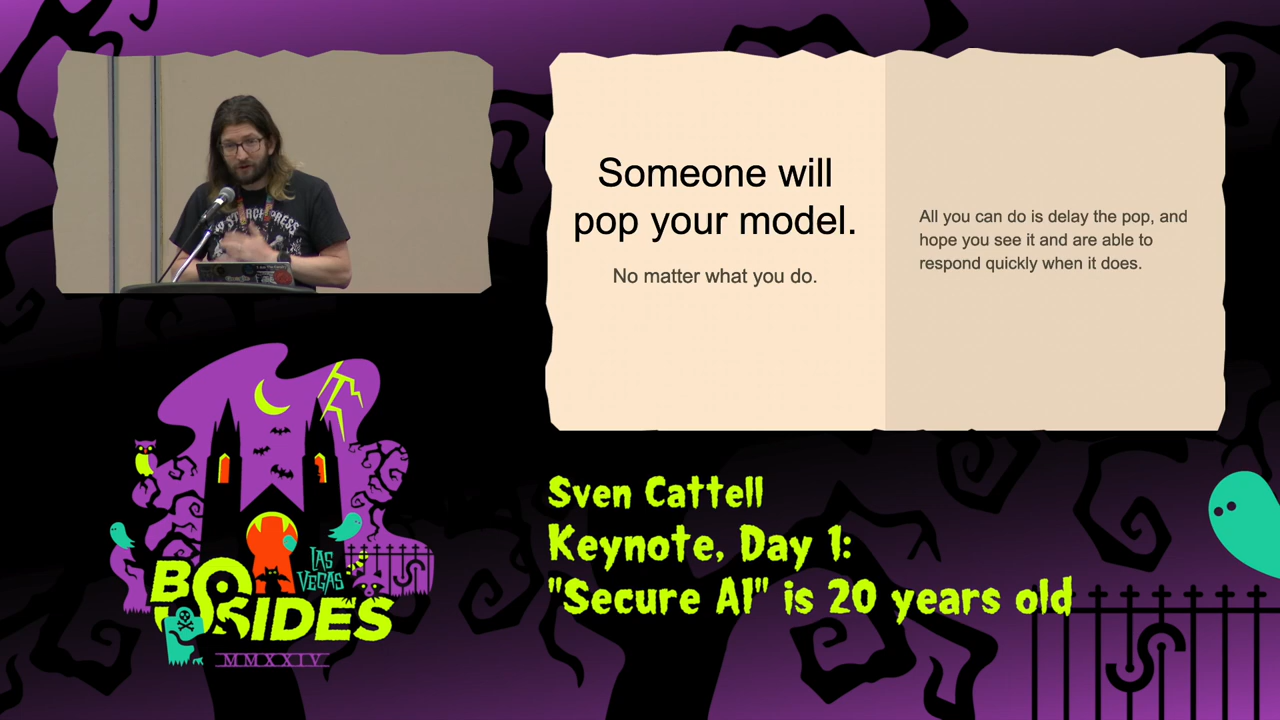 Someone will
pop your model.
No matter what you do.
All you can do is delay the pop, and
hope you see it and are able to
respond quickly when it does.
Sven Cattell
Keynote, Day 1:
"Secure AI" is 20 years old
LAS
VEGAS
BSIDES
MMXXIV